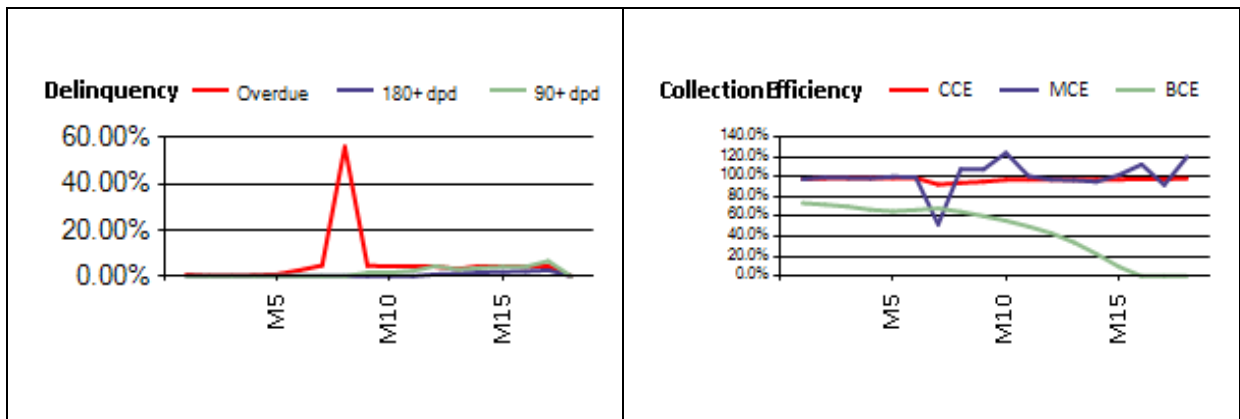 Delinquency Overdue 180+ dpd 90+ dpd
60.00%
40.00%
20.00%
0.00%
M5
M10
M15
CollectionEfficiency CCE MCE BCE
140.0%
120.0%
100.0%
80.0%
60.0%
40.0%
20.0%
0.0%
M5
M10
M15